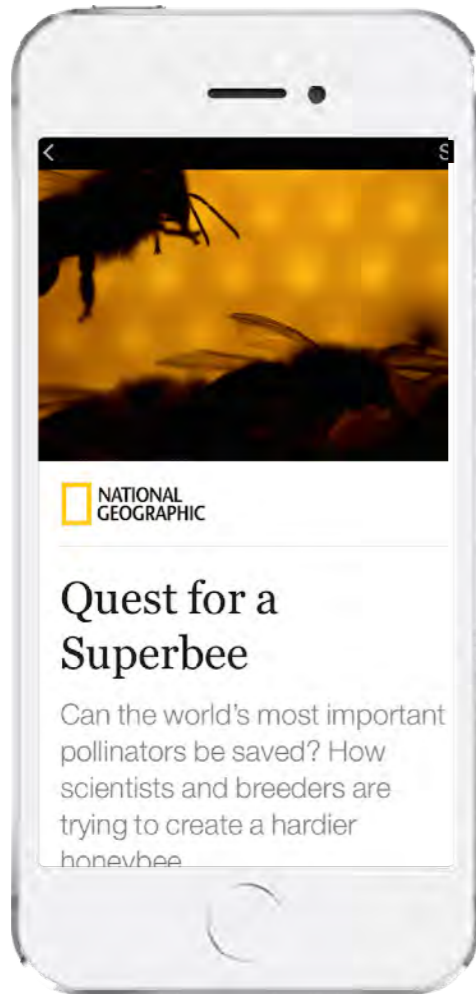 S
NATIONAL
GEOGRAPHIC
Quest for a
Superbee
Can the world's most important
pollinators be saved? How
scientists and breeders are
trying to create a hardier
honeybee